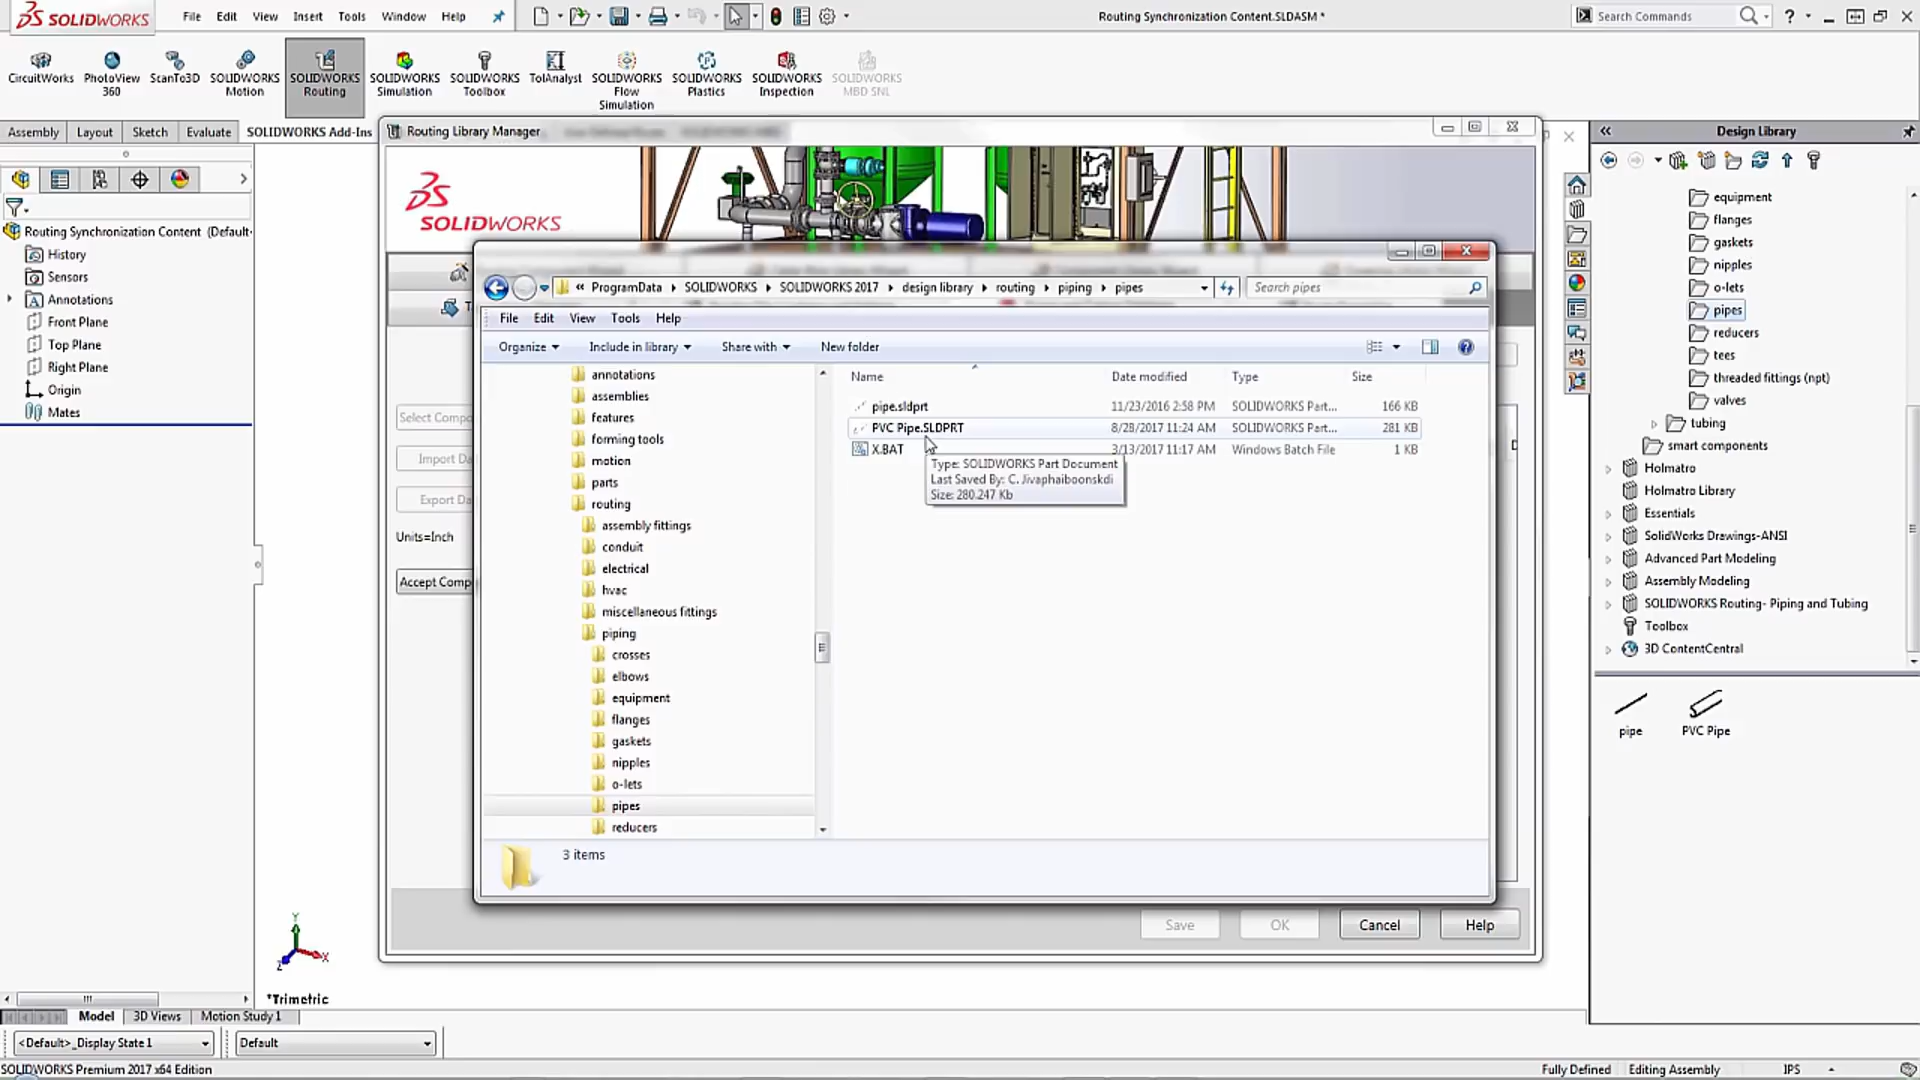 SOLIDWORKS
File Edit View Insert Tools Window Help
Routing Synchronization Content.SLDASM *
Search Commands
CircuitWorks
PhotoView 360
ScanTo3D
SOLIDWORKS Motion
SOLIDWORKS Routing
SOLIDWORKS Simulation
SOLIDWORKS Toolbox
TolAnalyst
SOLIDWORKS Flow Simulation
SOLIDWORKS Plastics
SOLIDWORKS Inspection
SOLIDWORKS MBD SNL
Assembly Layout Sketch Evaluate SOLIDWORKS Add-Ins
Routing Synchronization Content (Default
History
Sensors
Annotations
Front Plane
Top Plane
Right Plane
Origin
Mates
Routing Library Manager
SOLIDWORKS
Select Compo
Import Da
Export Da
Units=Inch
Accept Comp
« ProgramData SOLIDWORKS SOLIDWORKS 2017 design library routing piping pipes
Search pipes
File Edit View Tools Help
Organize Include in library Share with New folder
annotations
assemblies
features
forming tools
motion
parts
routing
assembly fittings
conduit
electrical
hvac
miscellaneous fittings
piping
crosses
elbows
equipment
flanges
gaskets
nipples
o-lets
pipes
reducers
Name Date modified Type Size
pipe.sldprt 11/23/2016 2:58 PM SOLIDWORKS Part... 166 KB
PVC Pipe.SLDPRT 8/28/2017 11:24 AM SOLIDWORKS Part... 281 KB
X.BAT 3/13/2017 11:17 AM Windows Batch File 1 KB
Type: SOLIDWORKS Part Document
Last Saved By: C. Jivaphaiboonskdi
Size: 280.247 Kb
3 items
Save OK Cancel Help
Design Library
equipment
flanges
gaskets
nipples
o-lets
pipes
reducers
tees
threaded fittings (npt)
valves
tubing
smart components
Holmatro
Holmatro Library
Essentials
SolidWorks Drawings-ANSI
Advanced Part Modeling
Assembly Modeling
SOLIDWORKS Routing- Piping and Tubing
Toolbox
3D ContentCentral
pipe
PVC Pipe
Y
X
Z
*Trimetric
Model 3D Views Motion Study 1
<Default>_Display State 1
Default
SOLIDWORKS Premium 2017 x64 Edition
Fully Defined Editing Assembly IPS